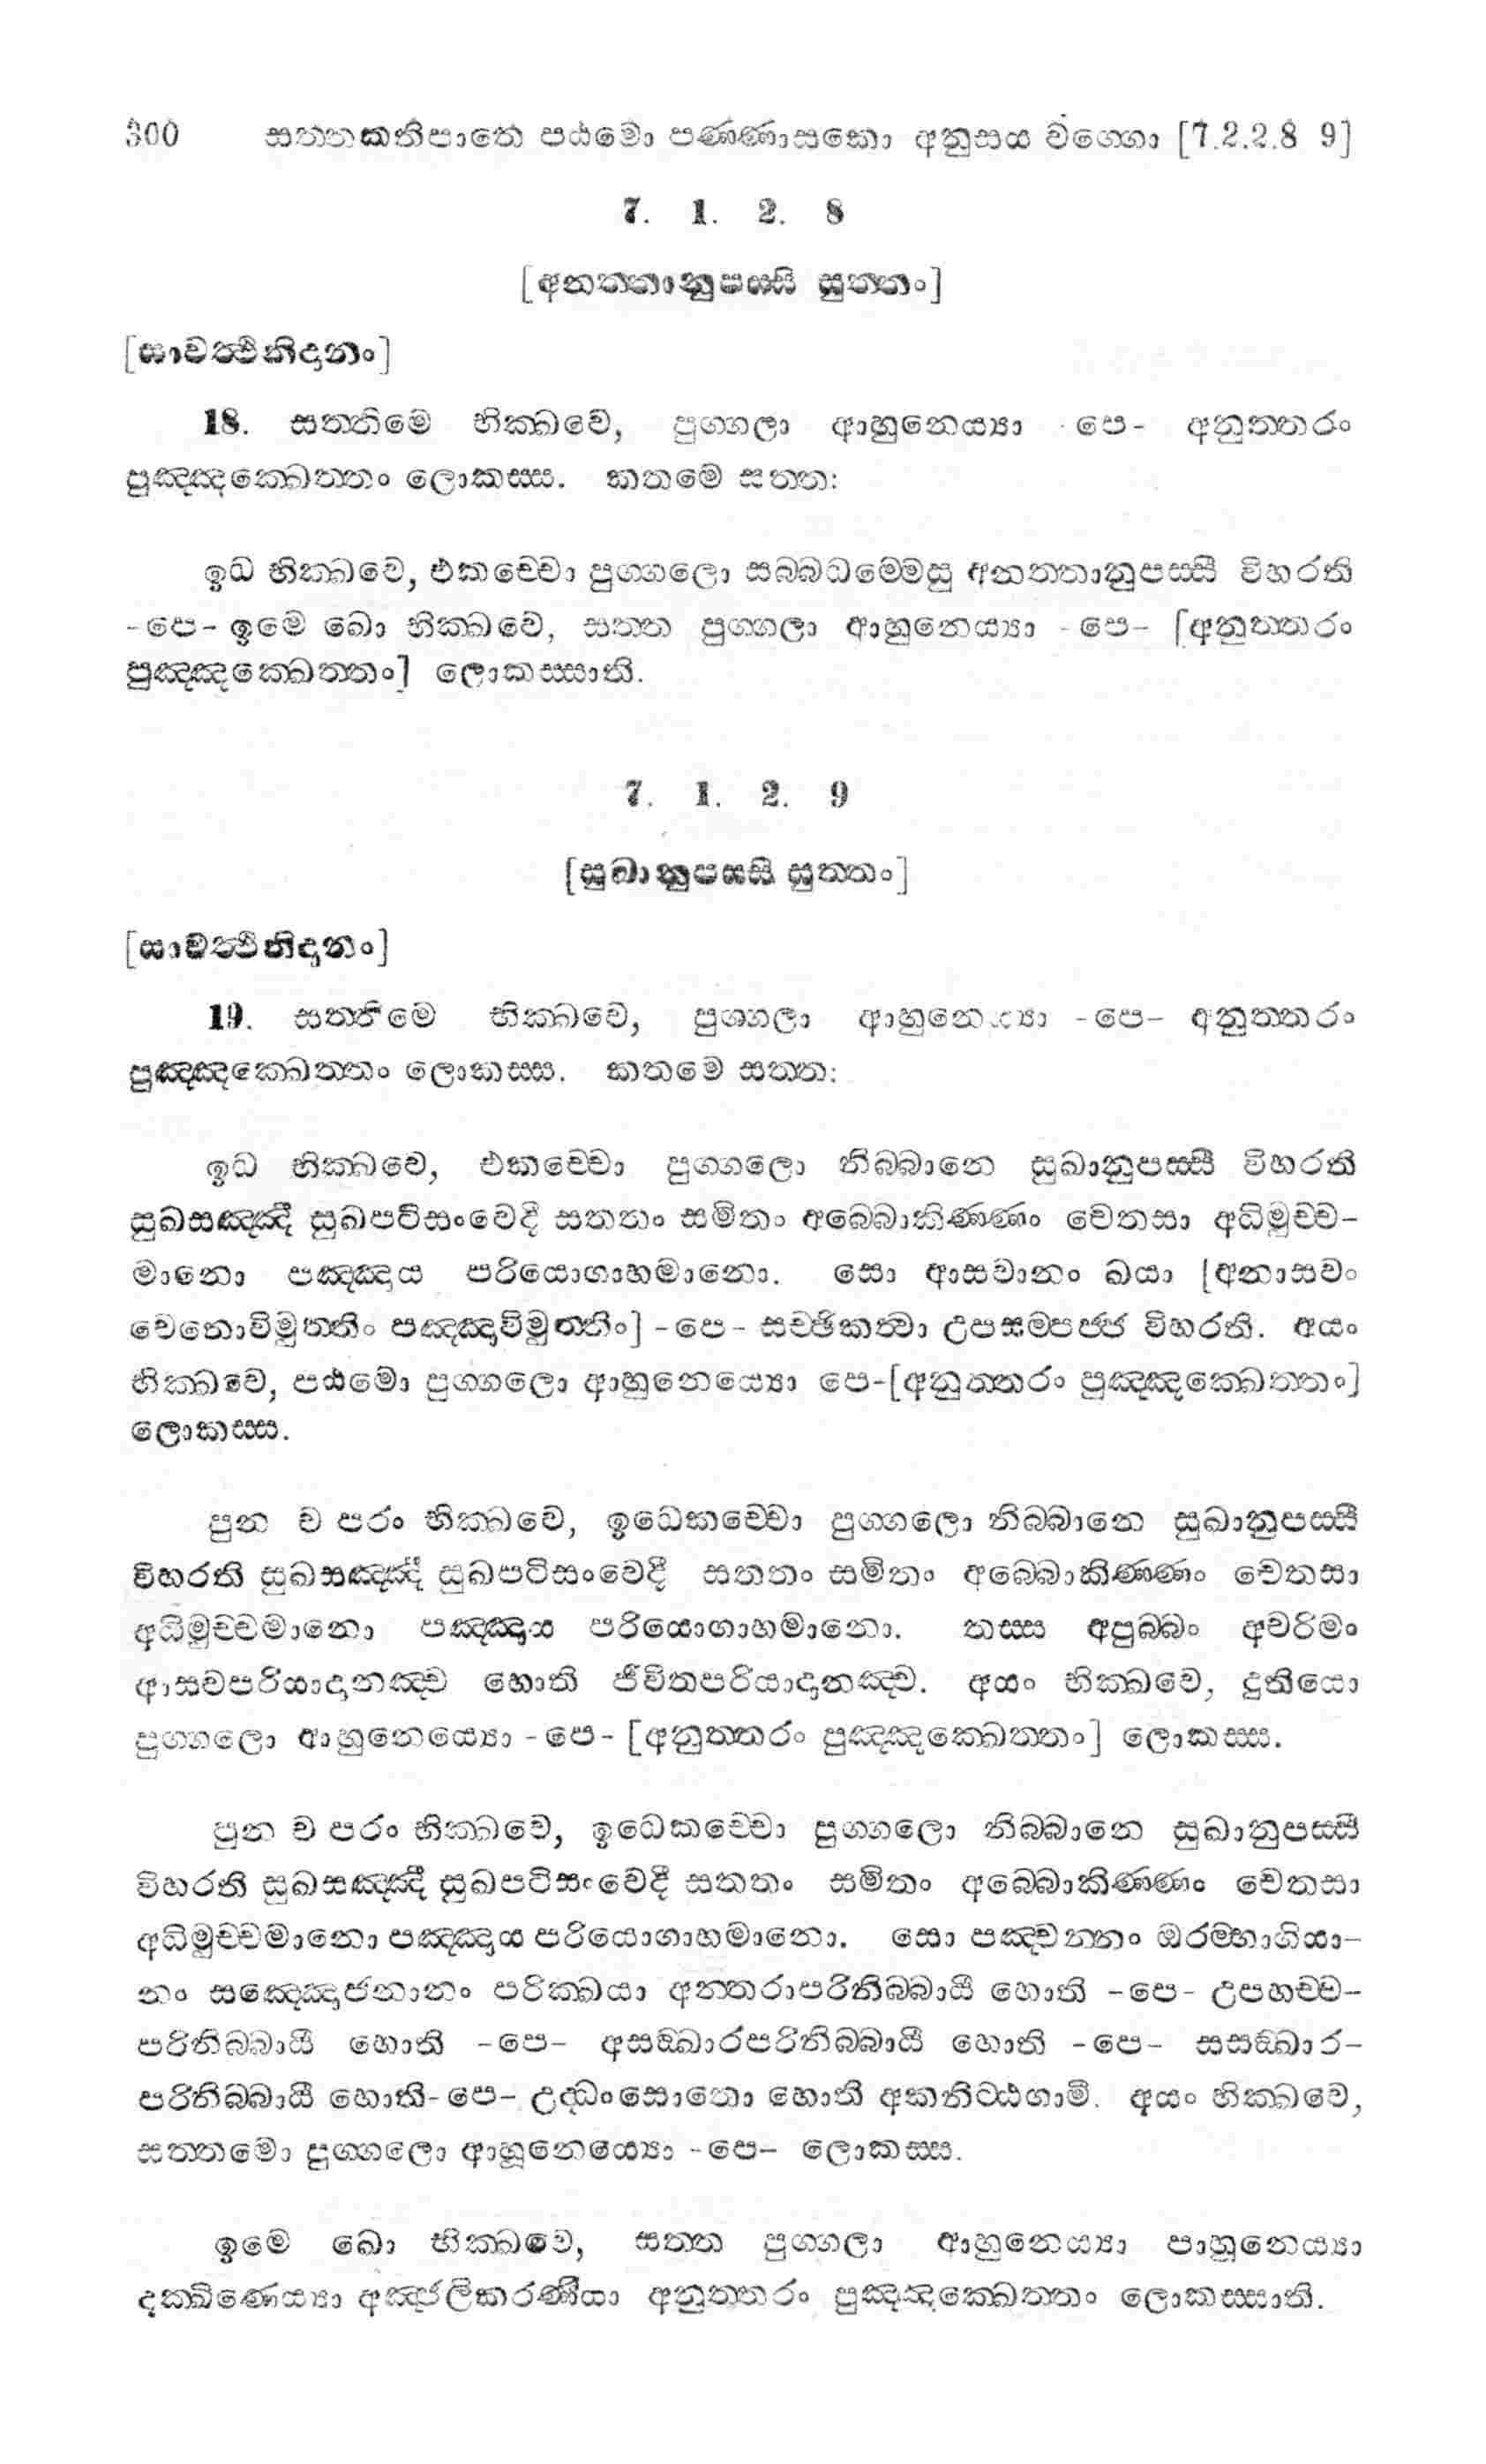 300 සත්තකනිපාතෙ පඨමො පණ්ණාසකො අනුසය වග්ගො [7.2.2.8 9]
7. 1. 2. 8
[අනත්තානුපස්සි සුත්තං]
[සාවත්ථිනිදානං]
18. සත්තිමෙ භික්ඛවෙ, පුග්ගලා ආහුනෙය්‍යා -පෙ- අනුත්තරං
පුඤ්ඤක්ඛෙත්තං ලොකස්ස. කතමෙ සත්ත:
ඉධ භික්ඛවෙ, එකච්චො පුග්ගලො සබ්බධම්මෙසු අනත්තානුපස්සී විහරති
-පෙ- ඉමෙ ඛො භික්ඛවෙ, සත්ත පුග්ගලා ආහුනෙය්‍යා -පෙ- [අනුත්තරං
පුඤ්ඤක්ඛෙත්තං] ලොකස්සාති.
7. 1. 2. 9
[සුඛානුපස්සි සුත්තං]
[සාවත්ථිනිදානං]
19. සත්තිමෙ භික්ඛවෙ, පුග්ගලා ආහුනෙය්‍යා -පෙ- අනුත්තරං
පුඤ්ඤක්ඛෙත්තං ලොකස්ස. කතමෙ සත්ත:
ඉධ භික්ඛවෙ, එකච්චො පුග්ගලො නිබ්බානෙ සුඛානුපස්සී විහරති
සුඛසඤ්ඤී සුඛපටිසංවෙදී සතතං සමිතං අබ්බොකිණ්ණං චෙතසා අධිමුච්ච-
මානො පඤ්ඤාය පරියොගාහමානො. සො ආසවානං ඛයා [අනාසවං
චෙතොවිමුත්තිං පඤ්ඤාවිමුත්තිං] -පෙ- සච්ඡිකත්වා උපසම්පජ්ජ විහරති. අයං
භික්ඛවෙ, පඨමො පුග්ගලො ආහුනෙය්‍යො පෙ-[අනුත්තරං පුඤ්ඤක්ඛෙත්තං]
ලොකස්ස.
පුන ච පරං භික්ඛවෙ, ඉධෙකච්චො පුග්ගලො නිබ්බානෙ සුඛානුපස්සී
විහරති සුඛසඤ්ඤී සුඛපටිසංවෙදී සතතං සමිතං අබ්බොකිණ්ණං චෙතසා
අධිමුච්චමානො පඤ්ඤාය පරියොගාහමානො. තස්ස අපුබ්බං අචරිමං
ආසවපරියාදානඤ්ච හොති ජීවිතපරියාදානඤ්ච. අයං භික්ඛවෙ, දුතියො
පුග්ගලො ආහුනෙය්‍යො -පෙ- [අනුත්තරං පුඤ්ඤක්ඛෙත්තං] ලොකස්ස.
පුන ච පරං භික්ඛවෙ, ඉධෙකච්චො පුග්ගලො නිබ්බානෙ සුඛානුපස්සී
විහරති සුඛසඤ්ඤී සුඛපටිසංවෙදී සතතං සමිතං අබ්බොකිණ්ණං චෙතසා
අධිමුච්චමානො පඤ්ඤාය පරියොගාහමානො. සො පඤ්චන්නං ඔරම්භාගියා-
නං සඤ්ඤොජනානං පරික්ඛයා අන්තරාපරිනිබ්බායී හොති -පෙ- උපහච්ච-
පරිනිබ්බායී හොති -පෙ- අසඞ්ඛාරපරිනිබ්බායී හොති -පෙ- සසඞ්ඛාර-
පරිනිබ්බායී හොති-පෙ- උද්ධංසොතො හොති අකනිට්ඨගාමී. අයං භික්ඛවෙ,
සත්තමො පුග්ගලො ආහුනෙය්‍යො -පෙ- ලොකස්ස.
ඉමෙ ඛො භික්ඛවෙ, සත්ත පුග්ගලා ආහුනෙය්‍යා පාහුනෙය්‍යා
දක්ඛිණෙය්‍යා අඤ්ජලිකරණීයා අනුත්තරං පුඤ්ඤක්ඛෙත්තං ලොකස්සාති.